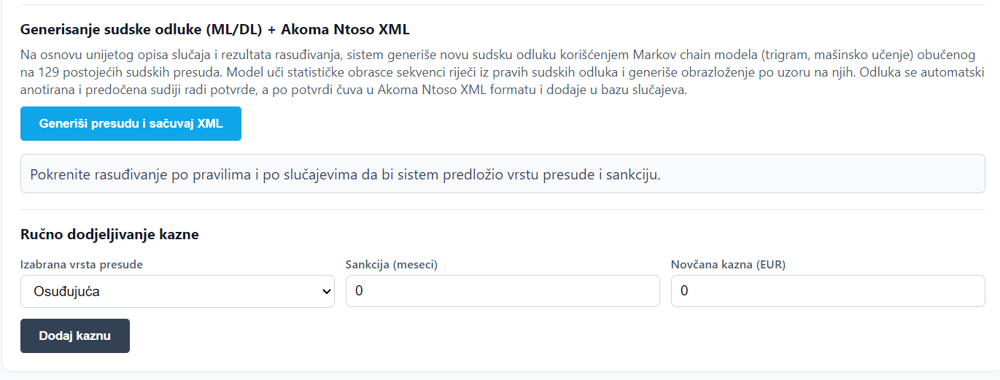 Generisanje sudske odluke (ML/DL) + Akoma Ntoso XML
Na osnovu unijetog opisa slučaja i rezultata rasuđivanja, sistem generiše novu sudsku odluku korišćenjem Markov chain modela (trigram, mašinsko učenje) obučenog
na 129 postojećih sudskih presuda. Model uči statističke obrasce sekvenci riječi iz pravih sudskih odluka i generiše obrazloženje po uzoru na njih. Odluka se automatski
anotirana i predočena sudiji radi potvrde, a po potvrdi čuva u Akoma Ntoso XML formatu i dodaje u bazu slučajeva.
Generiši presudu i sačuvaj XML
Pokrenite rasuđivanje po pravilima i po slučajevima da bi sistem predložio vrstu presude i sankciju.
Ručno dodjeljivanje kazne
Izabrana vrsta presude
Sankcija (meseci)
Novčana kazna (EUR)
Osuđujuća
0
0
Dodaj kaznu